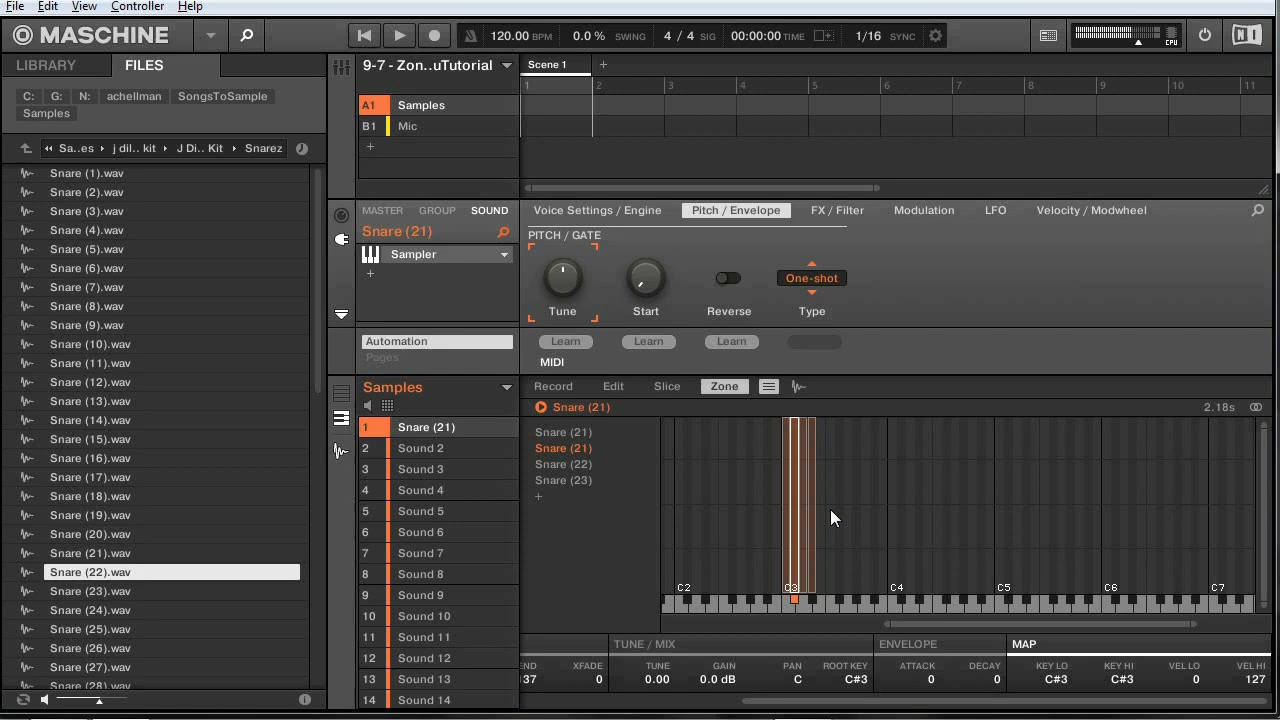 File Edit View Controller Help
MASCHINE 120.00 BPM 0.0 % SWING 4 / 4 SIG 00:00:00 TIME 1/16 SYNC CPU
LIBRARY FILES
C: G: N: achellman SongsToSample
Samples
Sa..es j dil.. kit J Di.. Kit Snarez
Snare (1).wav
Snare (2).wav
Snare (3).wav
Snare (4).wav
Snare (5).wav
Snare (6).wav
Snare (7).wav
Snare (8).wav
Snare (9).wav
Snare (10).wav
Snare (11).wav
Snare (12).wav
Snare (13).wav
Snare (14).wav
Snare (15).wav
Snare (16).wav
Snare (17).wav
Snare (18).wav
Snare (19).wav
Snare (20).wav
Snare (21).wav
Snare (22).wav
Snare (23).wav
Snare (24).wav
Snare (25).wav
Snare (26).wav
Snare (27).wav
Snare (28).wav
9-7 - Zon..uTutorial Scene 1 +
1 2 3 4 5 6 7 8 9 10 11
A1 Samples
B1 Mic
+
MASTER GROUP SOUND
Snare (21)
Sampler
+
Automation
Pages
Voice Settings / Engine Pitch / Envelope FX / Filter Modulation LFO Velocity / Modwheel
PITCH / GATE
One-shot
Tune Start Reverse Type
Learn Learn Learn
MIDI
Samples
1 Snare (21)
2 Sound 2
3 Sound 3
4 Sound 4
5 Sound 5
6 Sound 6
7 Sound 7
8 Sound 8
9 Sound 9
10 Sound 10
11 Sound 11
12 Sound 12
13 Sound 13
14 Sound 14
Record Edit Slice Zone
Snare (21) 2.18s
Snare (21)
Snare (21)
Snare (22)
Snare (23)
+
C2 C3 C4 C5 C6 C7
TUNE / MIX ENVELOPE MAP
END XFADE TUNE GAIN PAN ROOT KEY ATTACK DECAY KEY LO KEY HI VEL LO VEL HI
37 0 0.00 0.0 dB C C#3 0 0 C#3 C#3 0 127